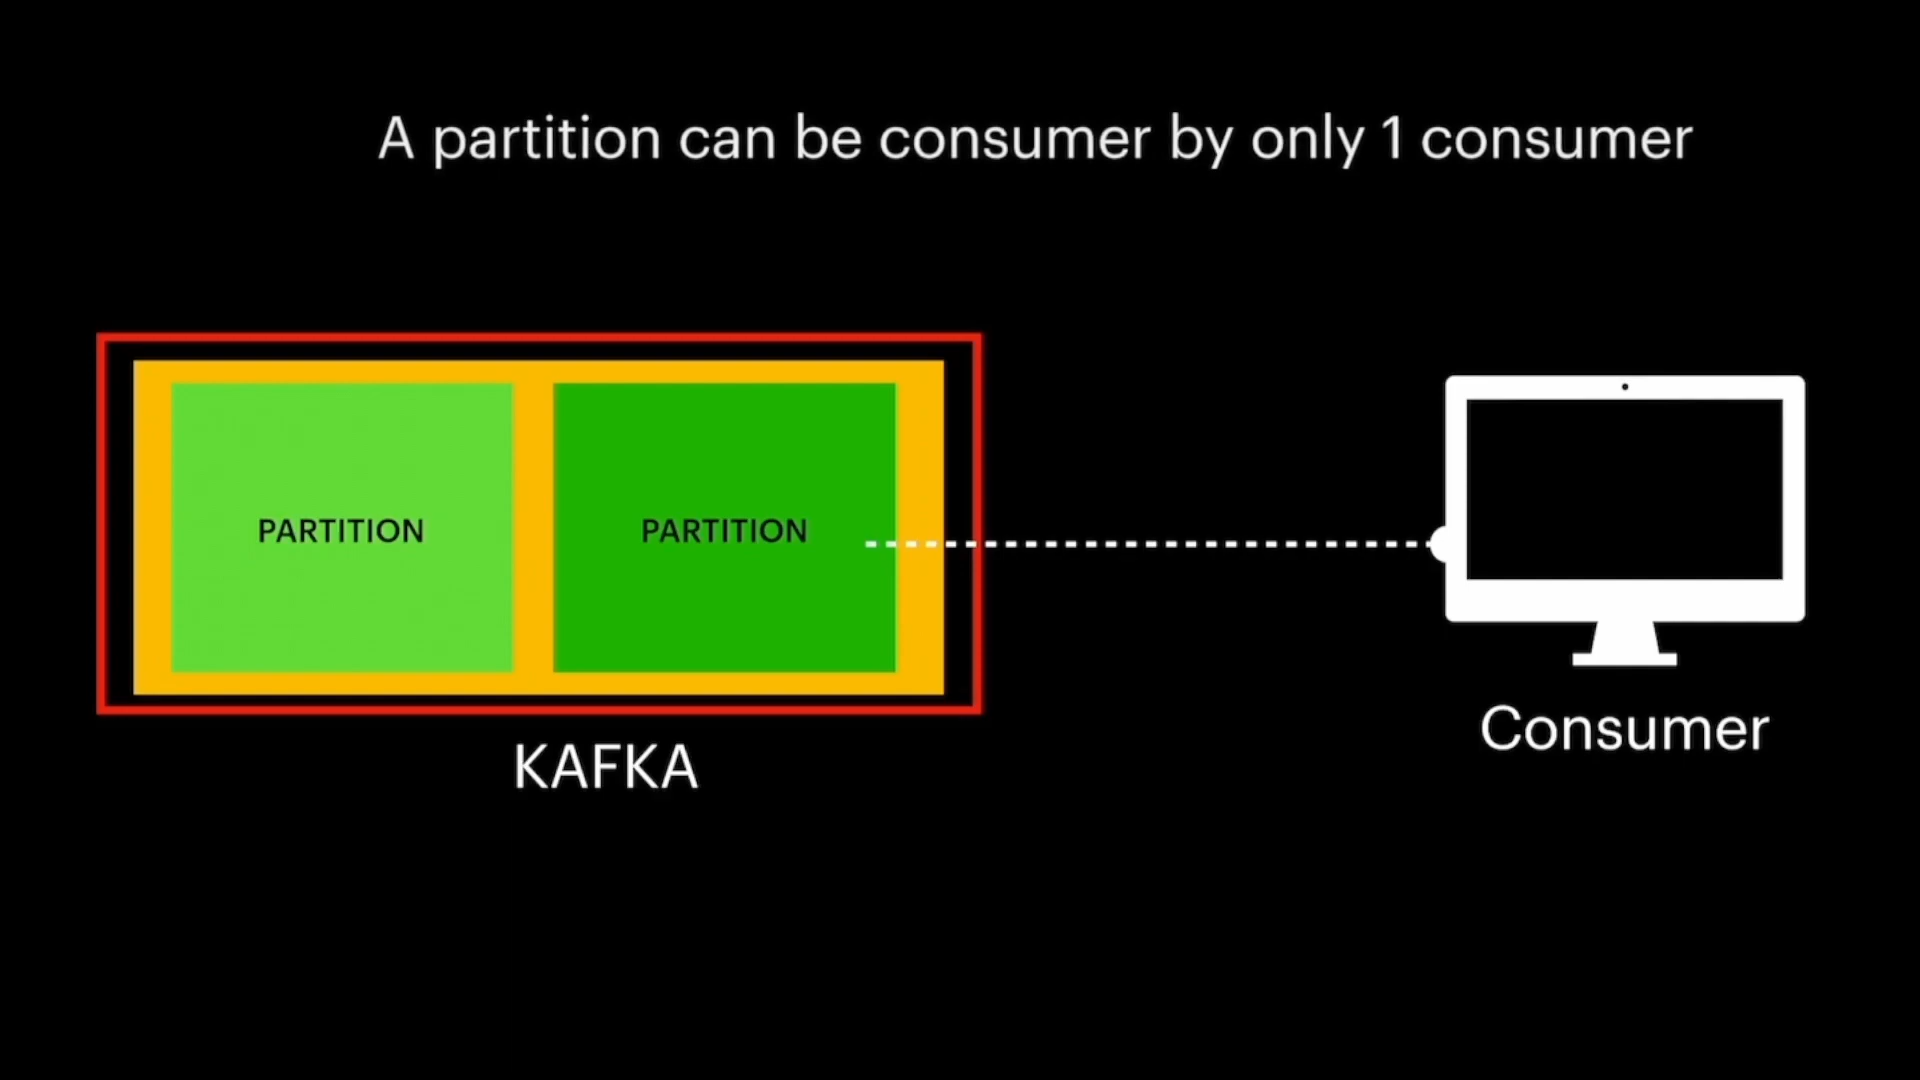 A partition can be consumer by only 1 consumer
PARTITION
PARTITION
KAFKA
Consumer